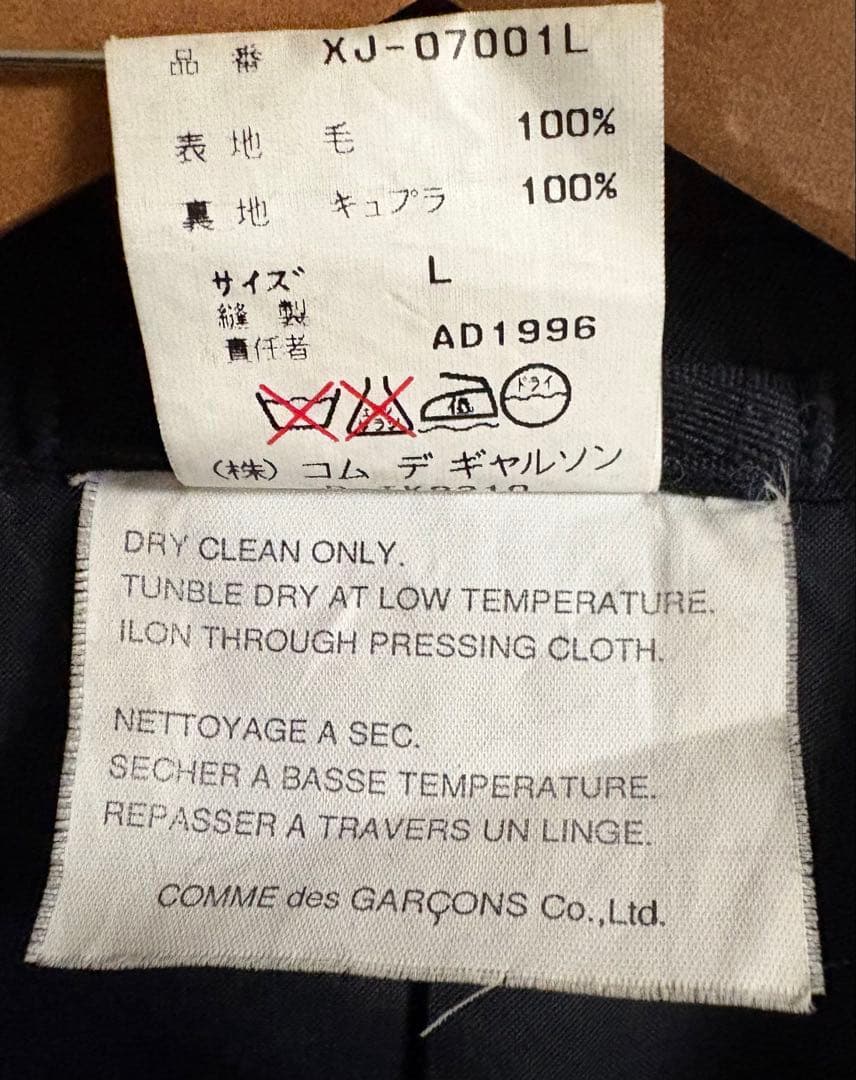 品番 XJ-07001L
表地 毛 100%
裏地 キュプラ 100%
サイズ L
縫製
責任者 AD1996
ドライ
(株) コム デ ギャルソン
DRY CLEAN ONLY.
TUNBLE DRY AT LOW TEMPERATURE.
ILON THROUGH PRESSING CLOTH.
NETTOYAGE A SEC.
SECHER A BASSE TEMPERATURE.
REPASSER A TRAVERS UN LINGE.
COMME des GARÇONS Co.,Ltd.